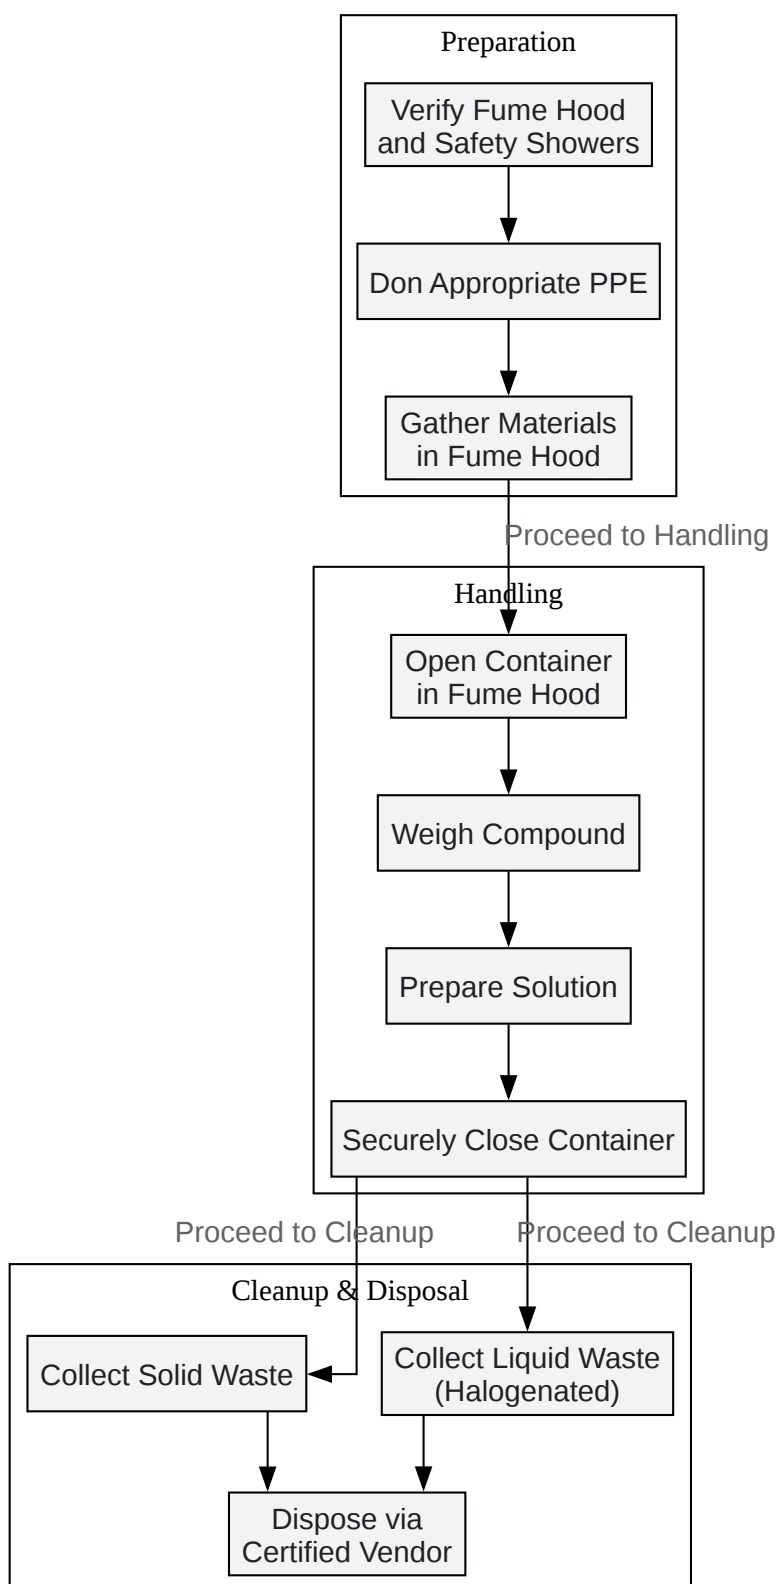 Preparation
Verify Fume Hood
and Safety Showers
Don Appropriate PPE
Gather Materials
in Fume Hood
Proceed to Handling
Handling
Open Container
in Fume Hood
Weigh Compound
Prepare Solution
Securely Close Container
Proceed to Cleanup
Proceed to Cleanup
Cleanup & Disposal
Collect Solid Waste
Collect Liquid Waste
(Halogenated)
Dispose via
Certified Vendor